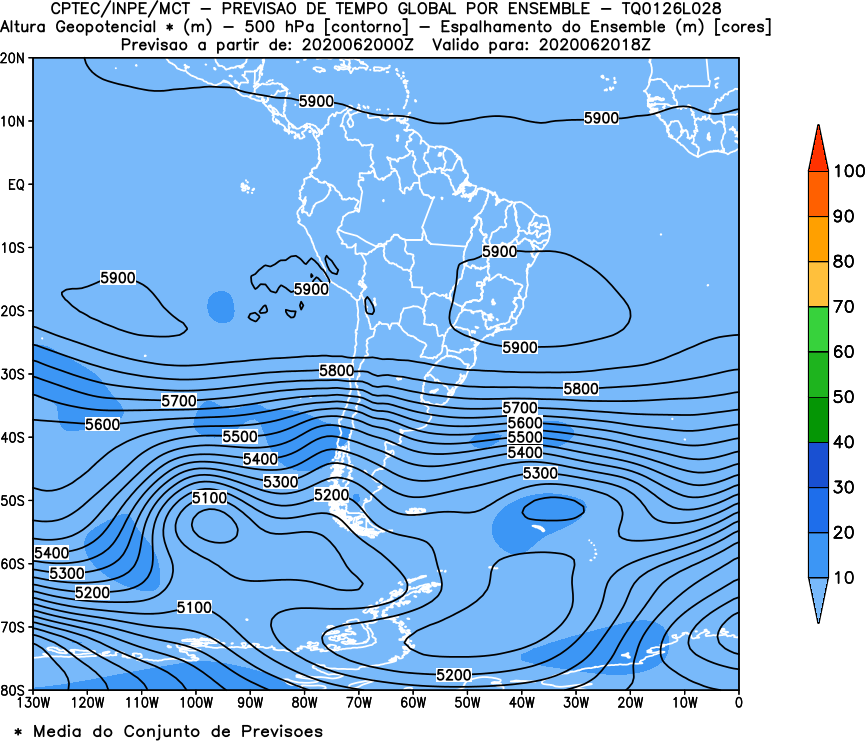 CPTEC/INPE/MCT − PREVISAO DE TEMPO GLOBAL POR ENSEMBLE − TQ0126L028
Altura Geopotencial * (m) − 500 hPa [contorno] − Espalhamento do Ensemble (m) [cores]
Previsao a partir de: 2020062000Z Valido para: 2020062018Z
20N
10N
EQ
10S
20S
30S
40S
50S
60S
70S
80S
5900
5900
5900
5900
5900
5900
5800
5800
5700
5700
5600
5600
5500
5500
5400
5400
5300
5300
5200
5100
5400
5300
5200
5100
5200
100
90
80
70
60
50
40
30
20
10
130W 120W 110W 100W 90W 80W 70W 60W 50W 40W 30W 20W 10W 0
* Media do Conjunto de Previsoes